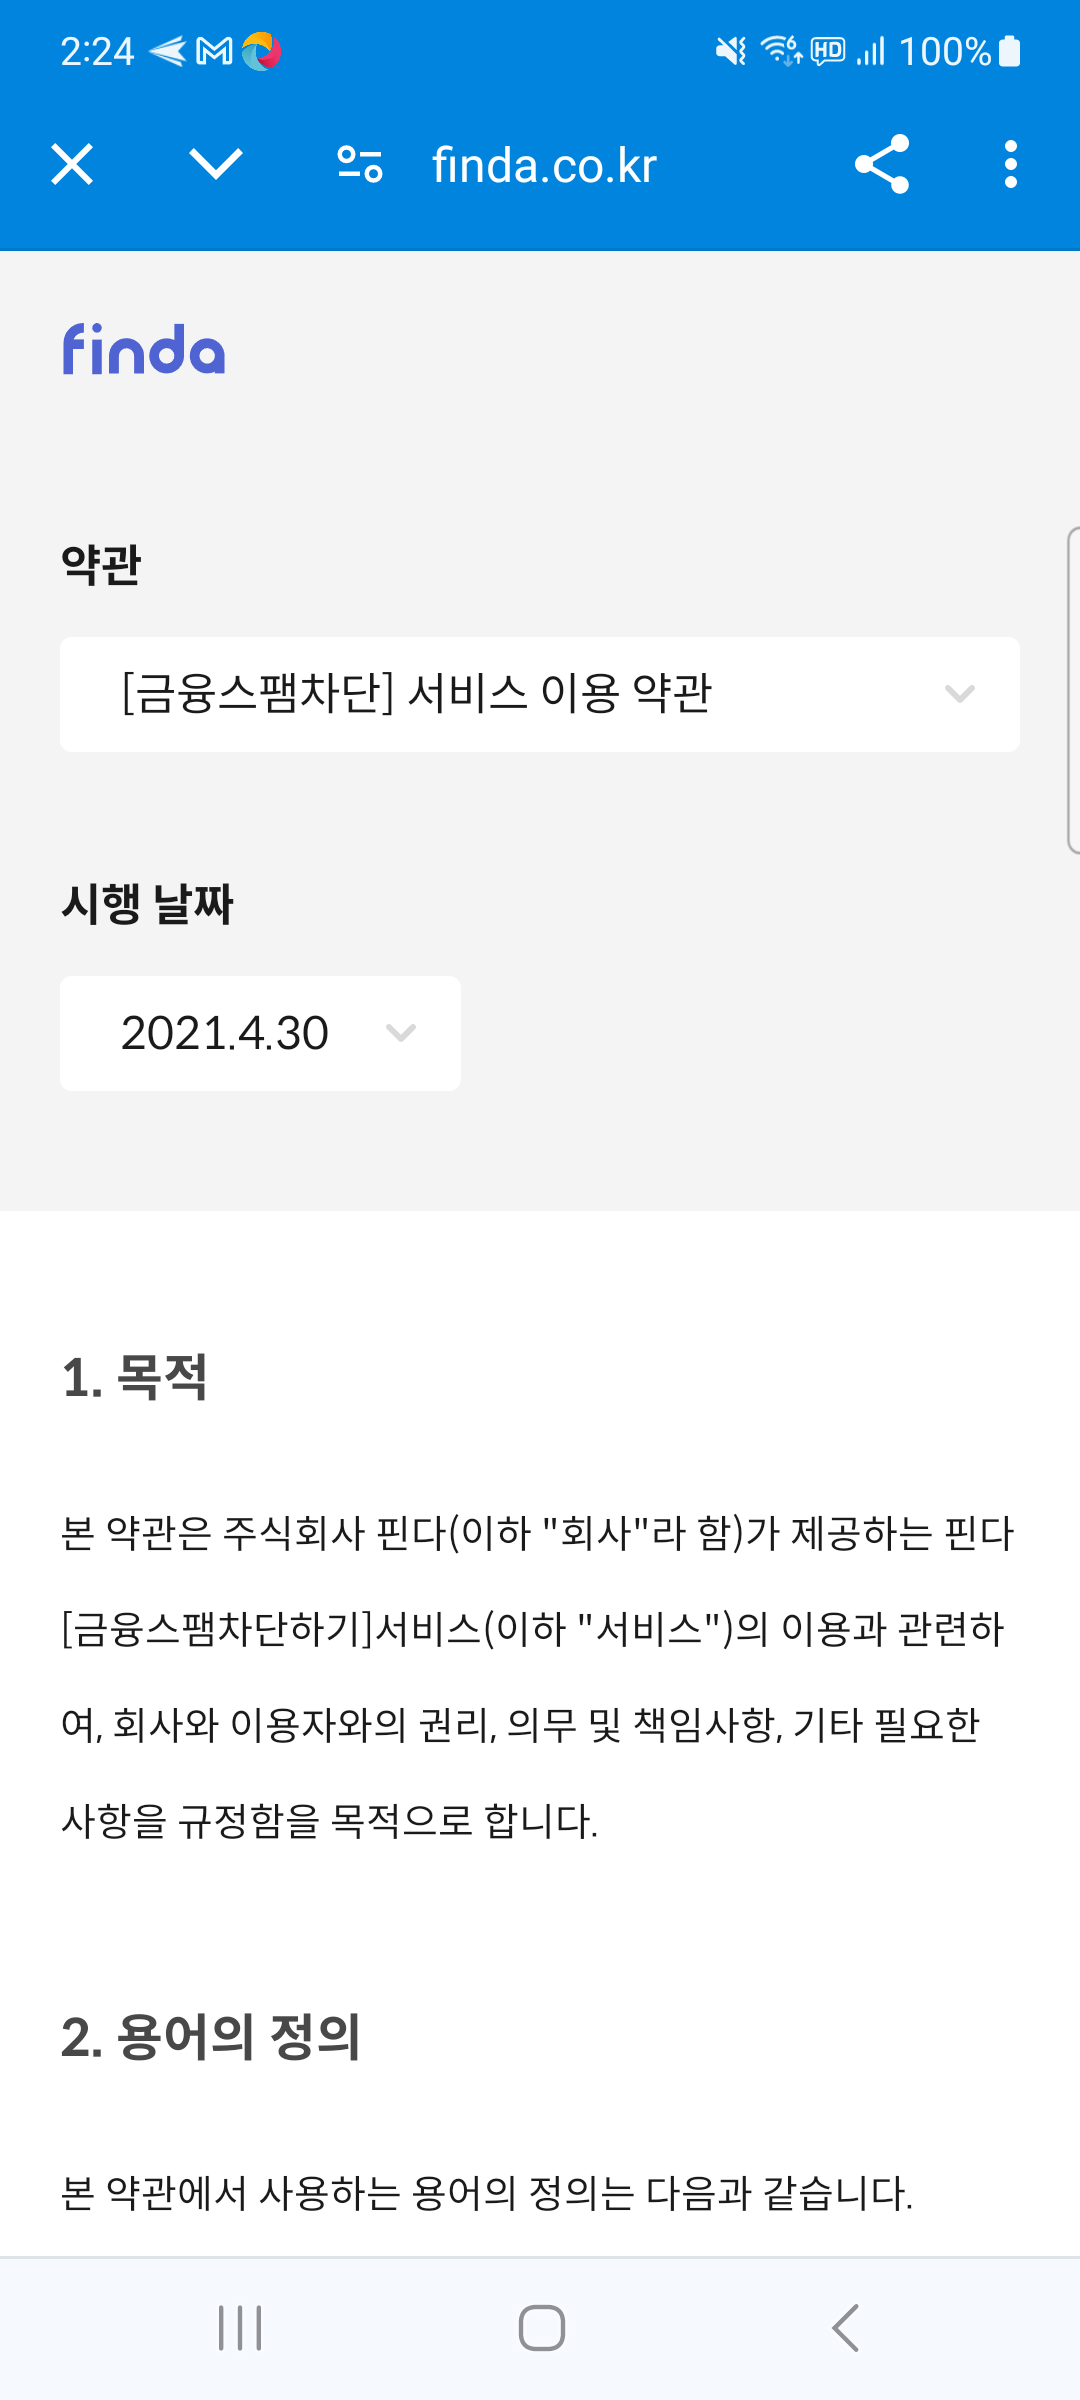 2:24
HD
100%
finda.co.kr
finda
약관
[금융스팸차단] 서비스 이용 약관
시행 날짜
2021.4.30
1. 목적
본 약관은 주식회사 핀다(이하 "회사"라 함)가 제공하는 핀다
[금융스팸차단하기]서비스(이하 "서비스")의 이용과 관련하
여, 회사와 이용자와의 권리, 의무 및 책임사항, 기타 필요한
사항을 규정함을 목적으로 합니다.
2. 용어의 정의
본 약관에서 사용하는 용어의 정의는 다음과 같습니다.